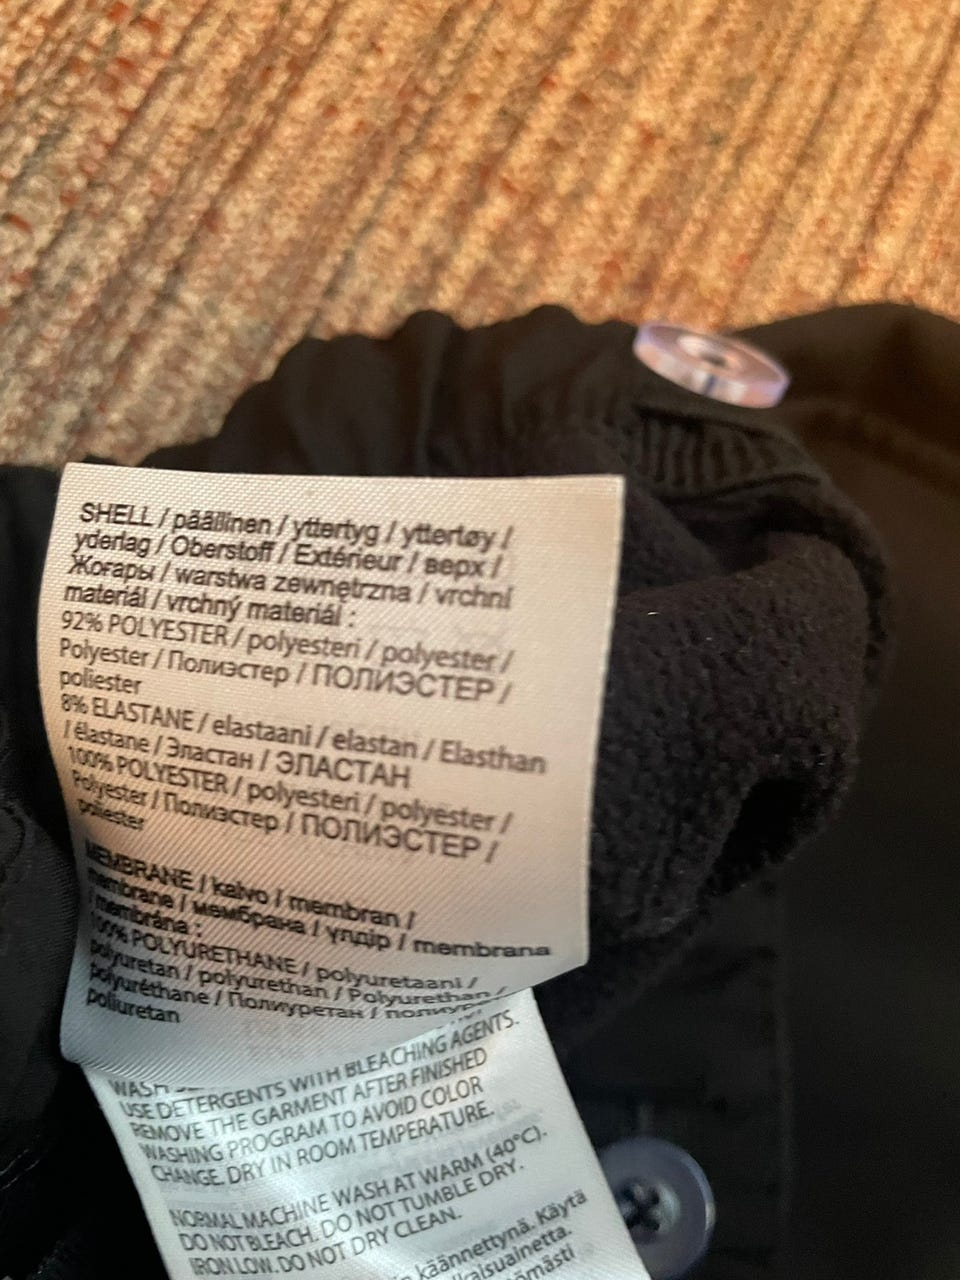 SHELL / päällinen / yttertyg / yttertøy /
yderlag / Oberstoff / Extérieur / верх /
Жоғары / warstwa zewnętrzna / vrchní
materiál / vrchný materiál :
92% POLYESTER / polyesteri / polyester /
Polyester / Полиэстер / ПОЛИЭСТЕР /
poliester
8% ELASTANE / elastaani / elastan / Elasthan
/ élastane / Эластан / ЭЛАСТАН
100% POLYESTER / polyesteri / polyester /
Polyester / Полиэстер / ПОЛИЭСТЕР /
poliester
MEMBRANE / kalvo / membran /
membrane / мембрана / үлдір / membrana
/ membrána :
100% POLYURETHANE / polyuretaani /
polyuretan / polyurethan / Polyurethan /
polyuréthane / Полиуретан /
poliuretan
WASH
USE DETERGENTS WITH BLEACHING AGENTS.
REMOVE THE GARMENT AFTER FINISHED
WASHING PROGRAM TO AVOID COLOR
CHANGE. DRY IN ROOM TEMPERATURE.
NORMAL MACHINE WASH AT WARM (40°C).
DO NOT BLEACH. DO NOT TUMBLE DRY.
IRON LOW. DO NOT DRY CLEAN.
käännettynä. Käytä